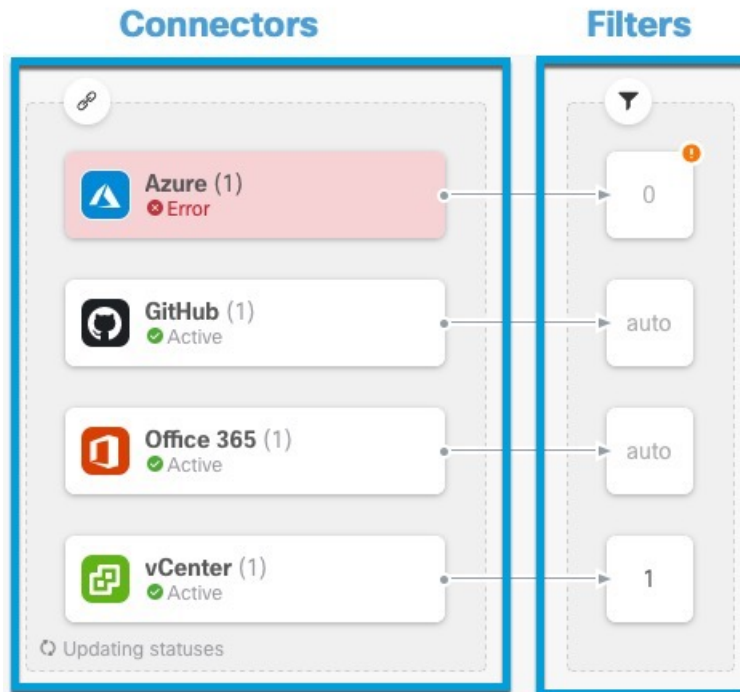 Connectors
Filters
Azure (1)
Error
0
GitHub (1)
Active
auto
Office 365 (1)
Active
auto
vCenter (1)
Active
1
Updating statuses